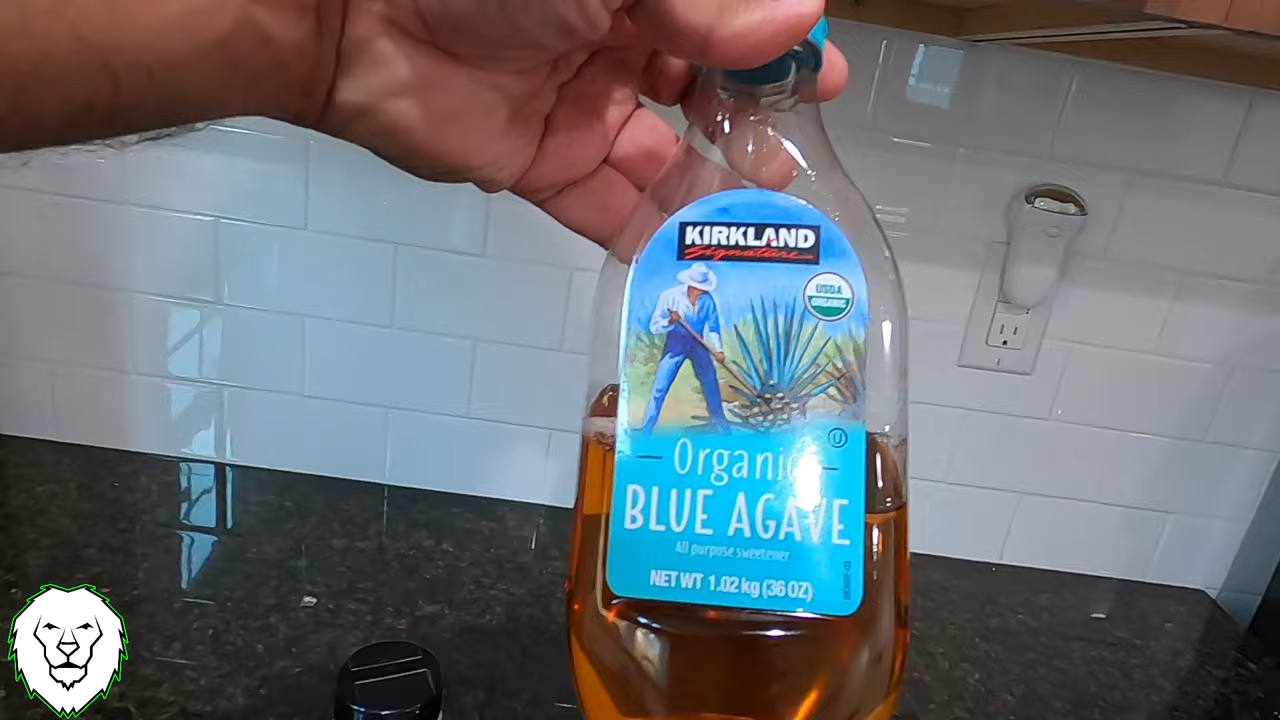 KIRKLAND
Signature
USDA
ORGANIC
U
Organic
BLUE AGAVE
All purpose sweetener
NET WT 1.02 kg (36 OZ)